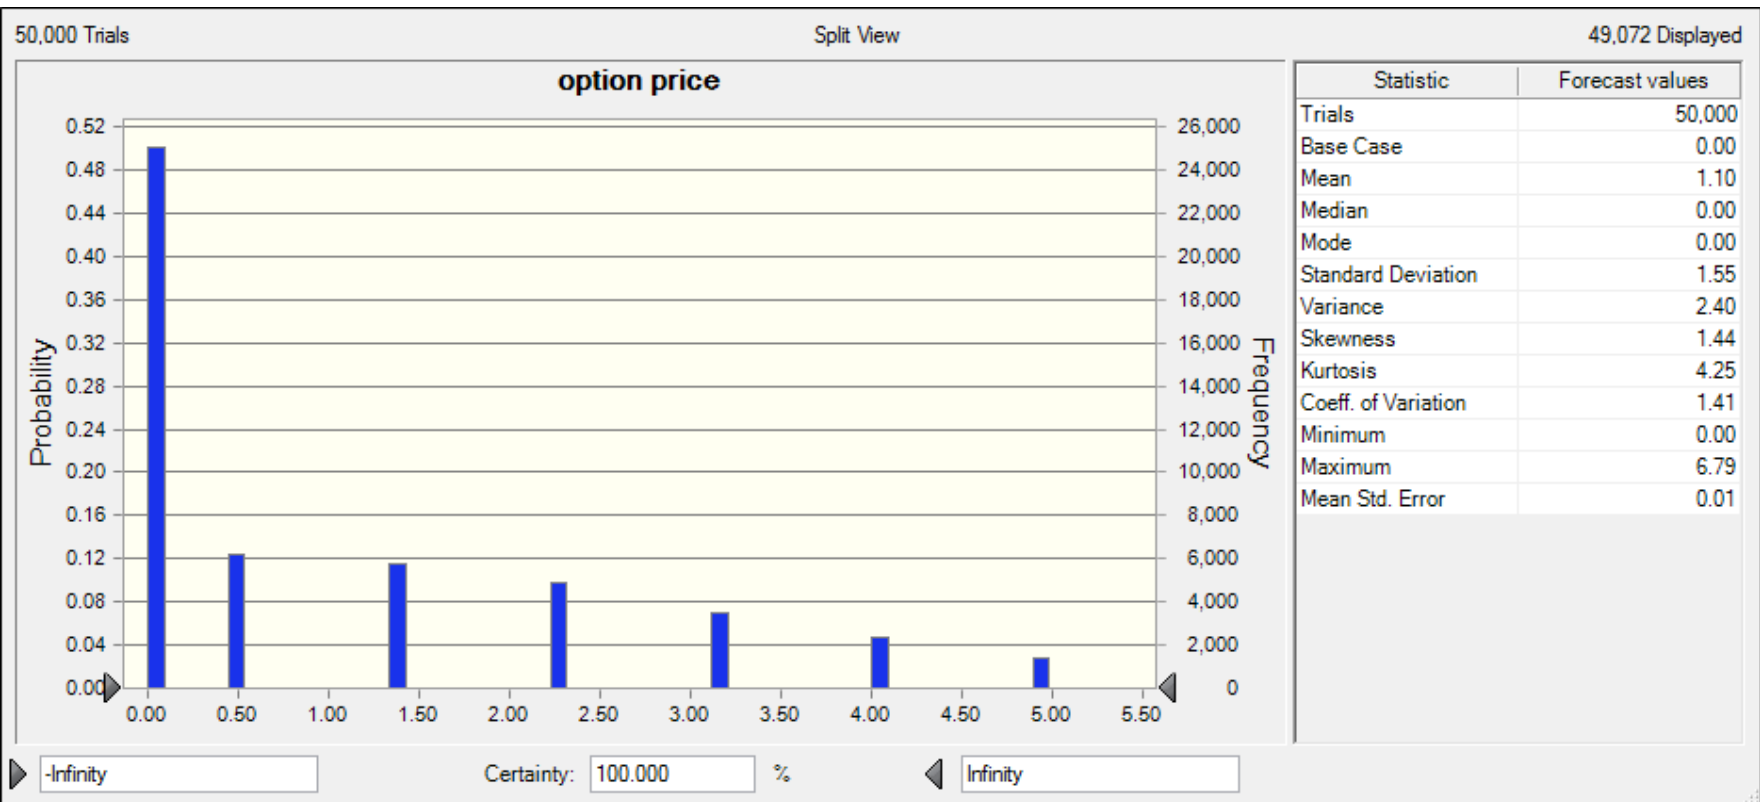 50,000 Trials
Split View
49,072 Displayed
option price
Probability
0.52
0.48
0.44
0.40
0.36
0.32
0.28
0.24
0.20
0.16
0.12
0.08
0.04
0.00
26,000
24,000
22,000
20,000
18,000
16,000
14,000
12,000
10,000
8,000
6,000
4,000
2,000
0
Frequency
0.00 0.50 1.00 1.50 2.00 2.50 3.00 3.50 4.00 4.50 5.00 5.50
Statistic Forecast values
Trials 50,000
Base Case 0.00
Mean 1.10
Median 0.00
Mode 0.00
Standard Deviation 1.55
Variance 2.40
Skewness 1.44
Kurtosis 4.25
Coeff. of Variation 1.41
Minimum 0.00
Maximum 6.79
Mean Std. Error 0.01
-Infinity
Certainty: 100.000 %
Infinity